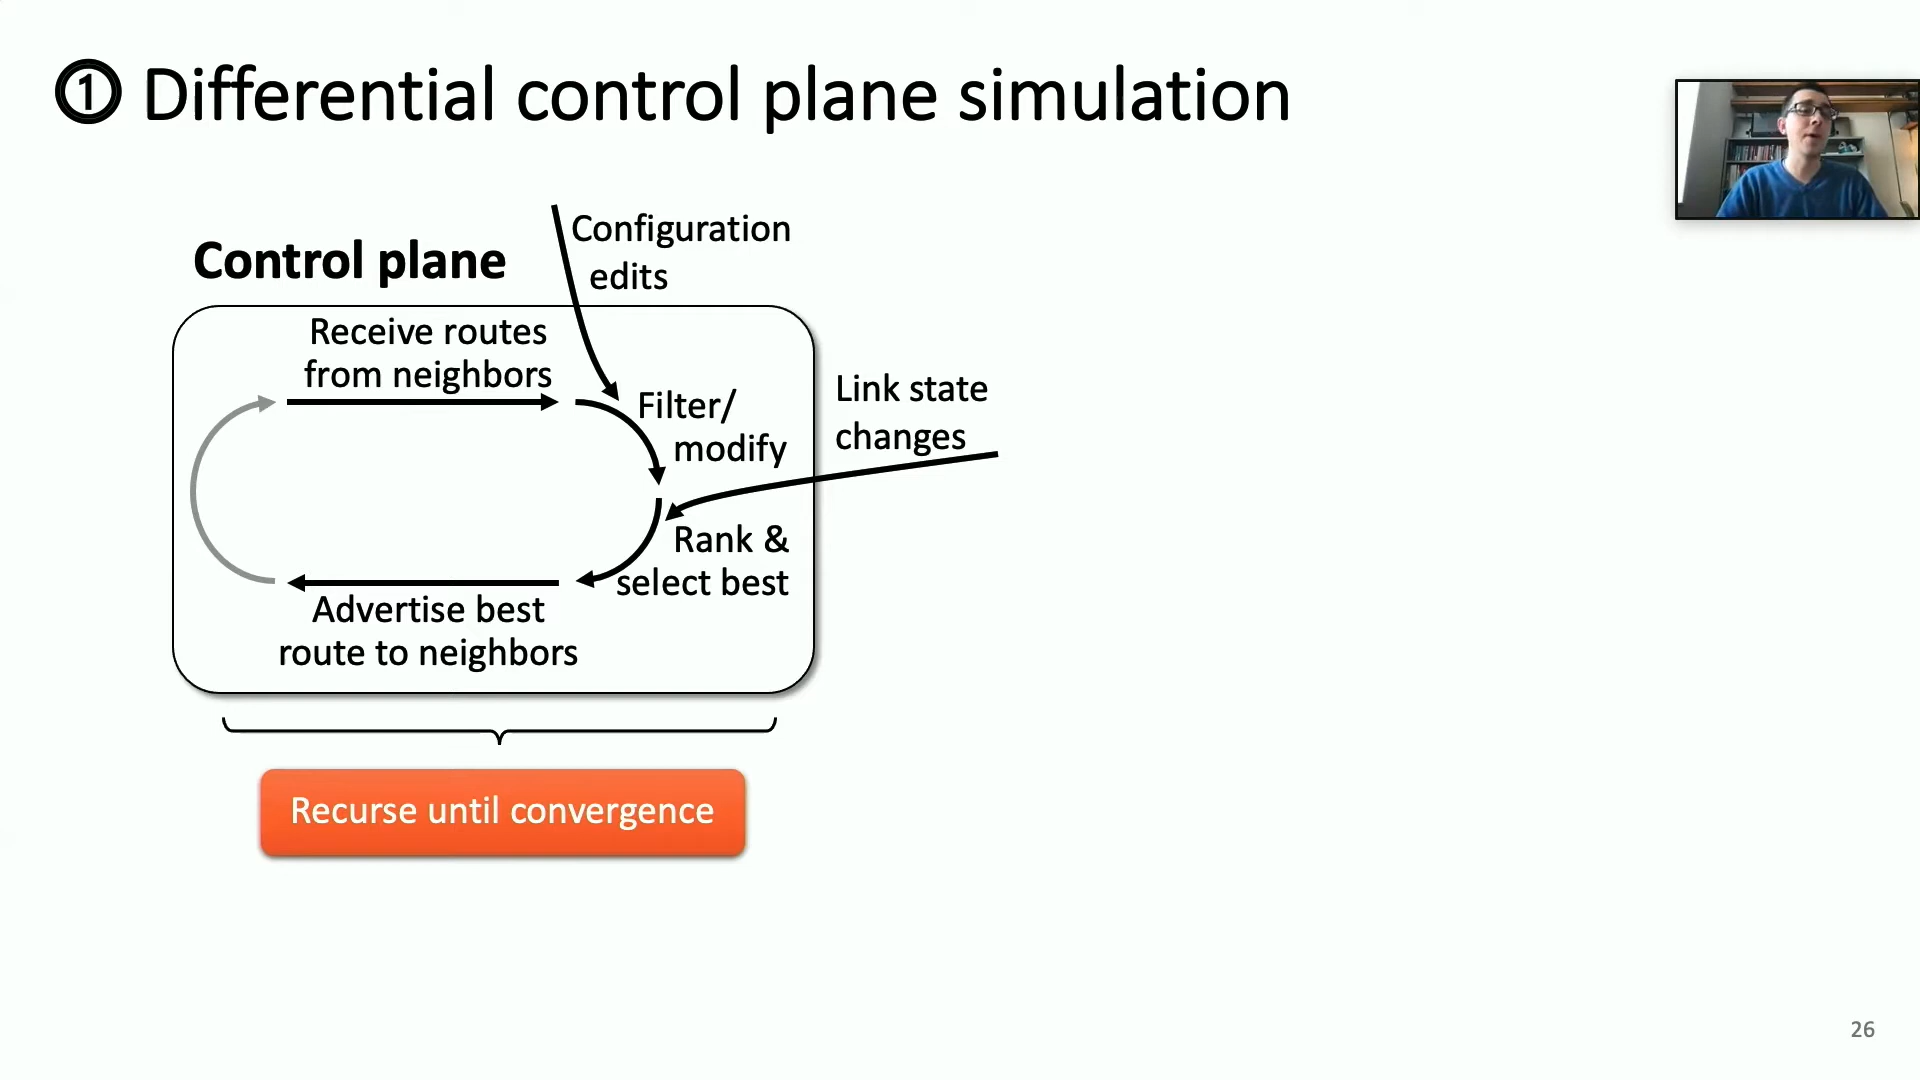 ① Differential control plane simulation
Configuration
edits
Control plane
Receive routes
from neighbors
Filter/
modify
Link state
changes
Rank &
select best
Advertise best
route to neighbors
Recurse until convergence
26